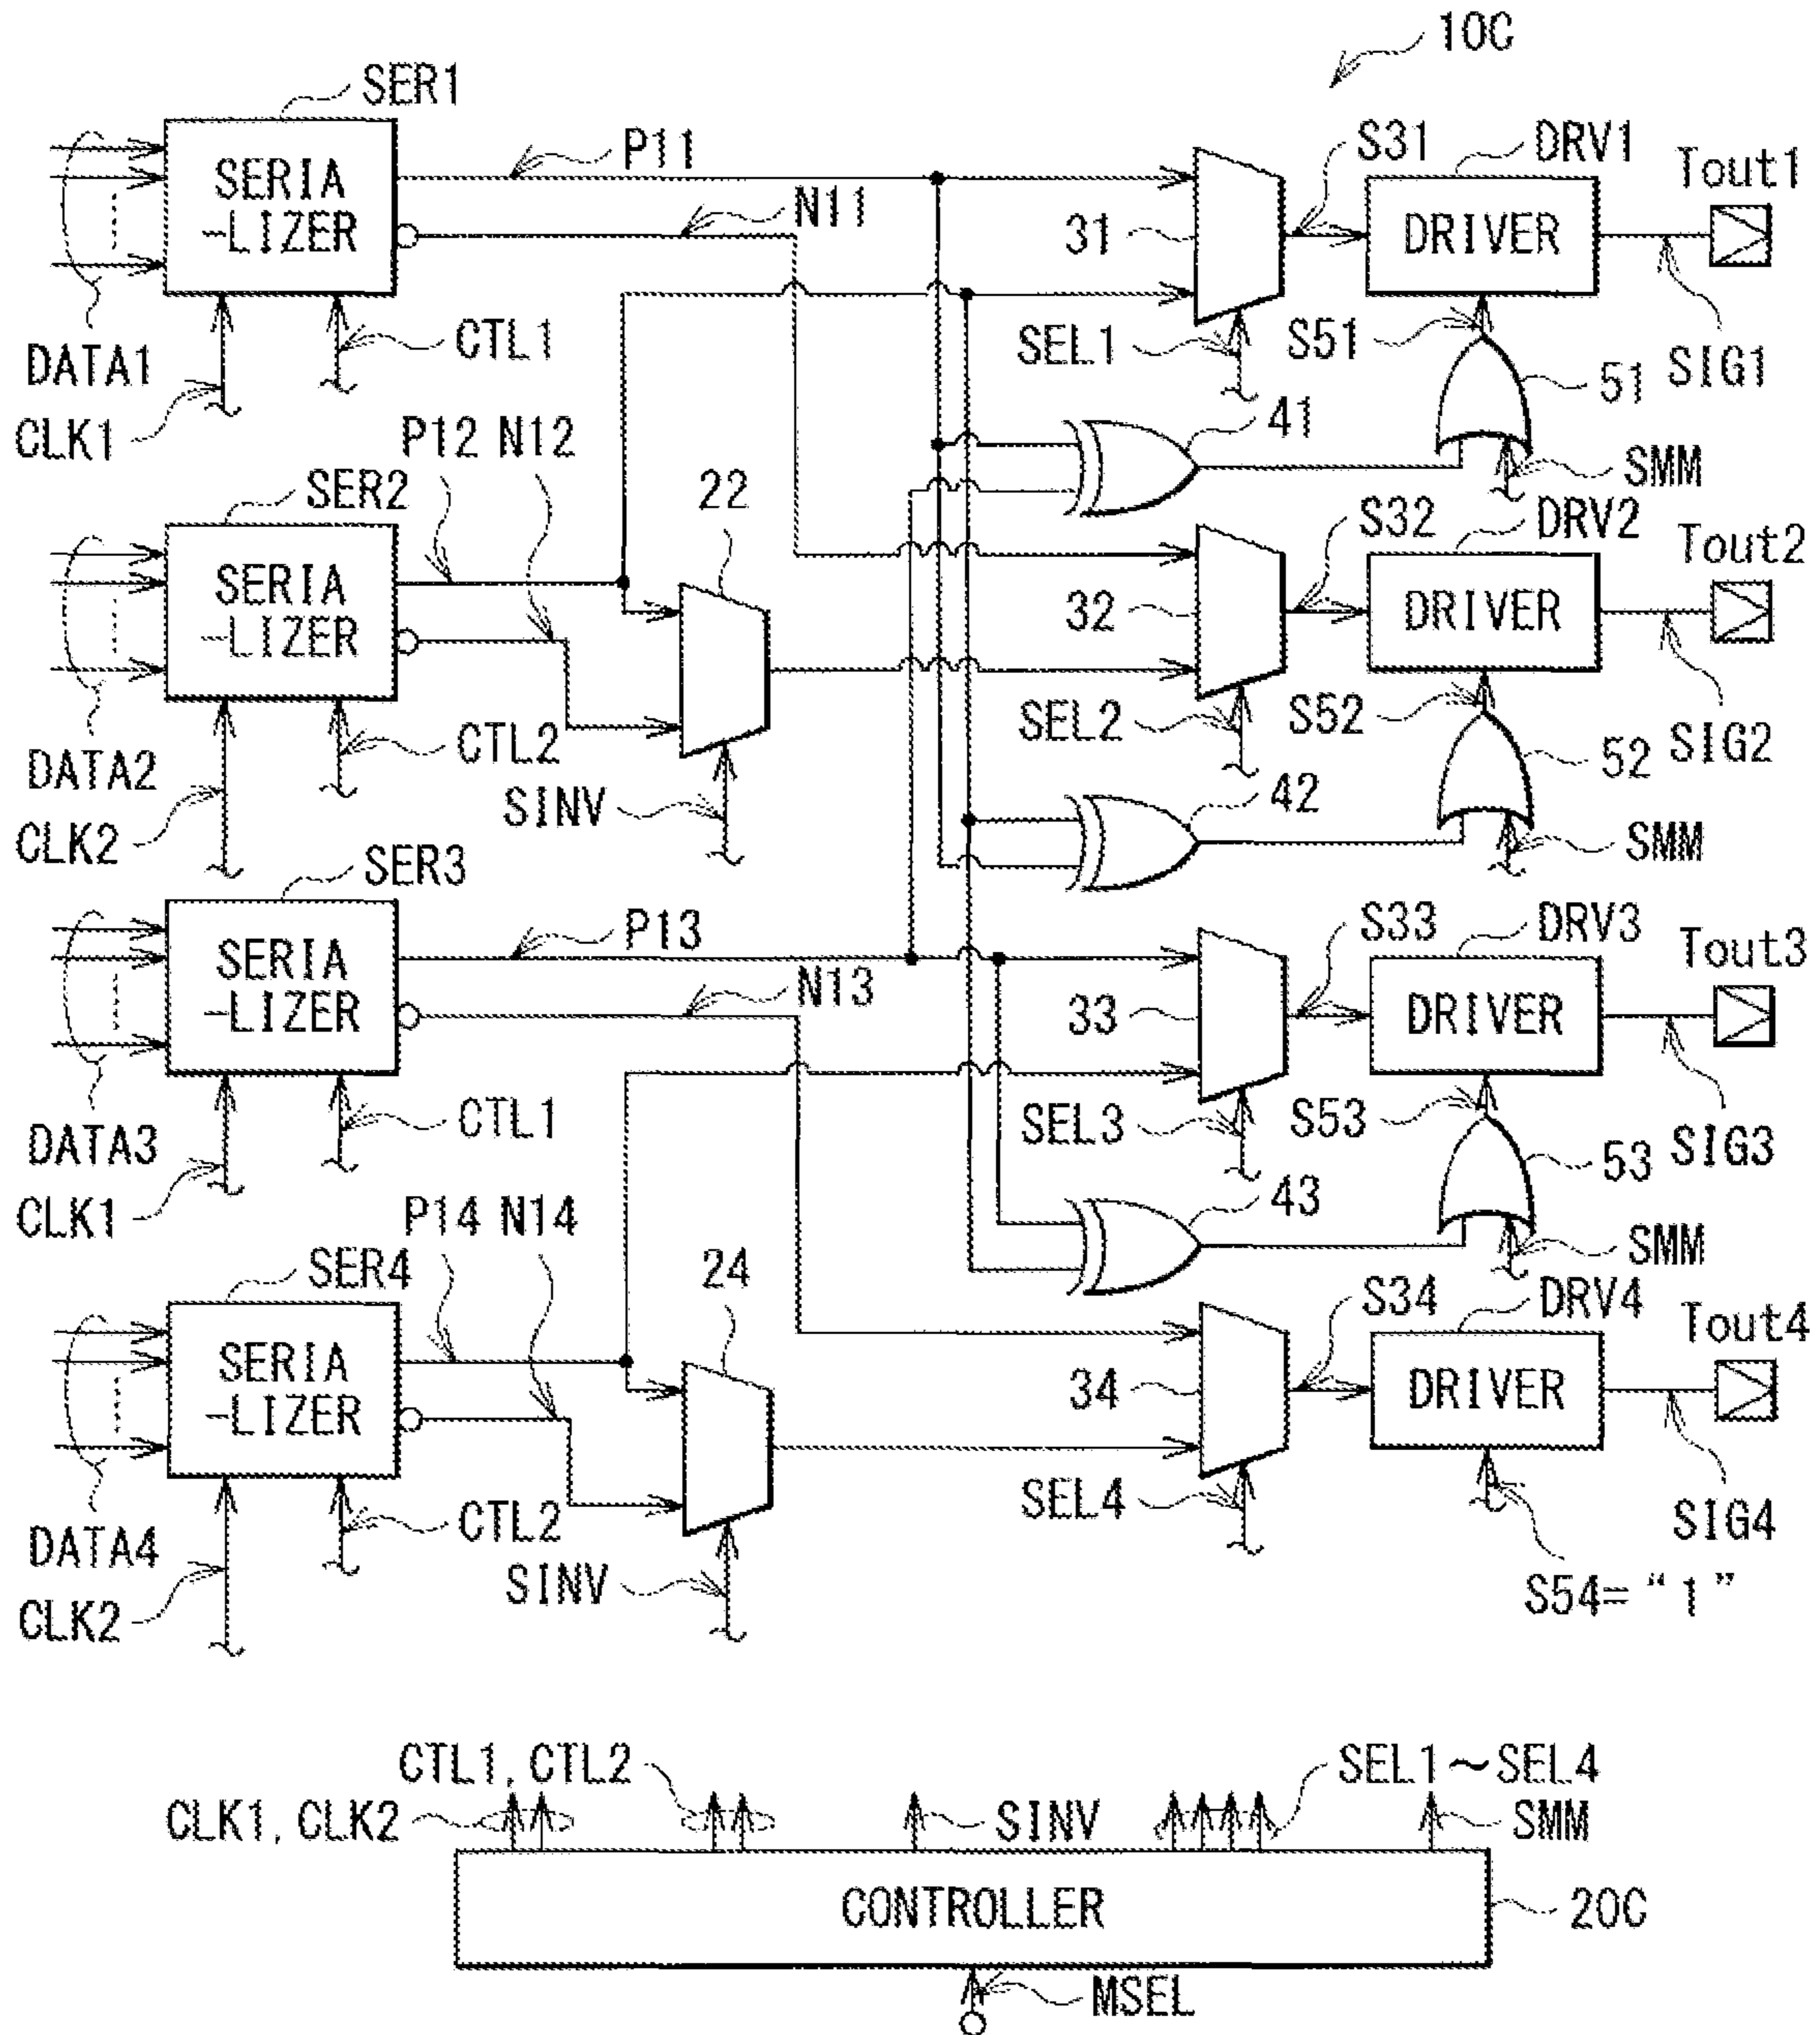 10C
SER1
SERIA
-LIZER
P11
N11
31
S31
DRV1
DRIVER
Tout1
DATA1
CLK1
CTL1
SEL1
S51
51
SIG1
41
SMM
P12 N12
SER2
SERIA
-LIZER
22
32
S32
DRV2
DRIVER
Tout2
DATA2
CLK2
CTL2
SINV
SEL2
S52
52
SIG2
42
SMM
SER3
SERIA
-LIZER
P13
N13
33
S33
DRV3
DRIVER
Tout3
DATA3
CLK1
CTL1
SEL3
S53
53
SIG3
43
SMM
P14 N14
SER4
SERIA
-LIZER
24
34
S34
DRV4
DRIVER
Tout4
DATA4
CLK2
CTL2
SINV
SEL4
SIG4
S54=“1”
CTL1, CTL2
CLK1, CLK2
SINV
SEL1~SEL4
SMM
CONTROLLER
20C
MSEL